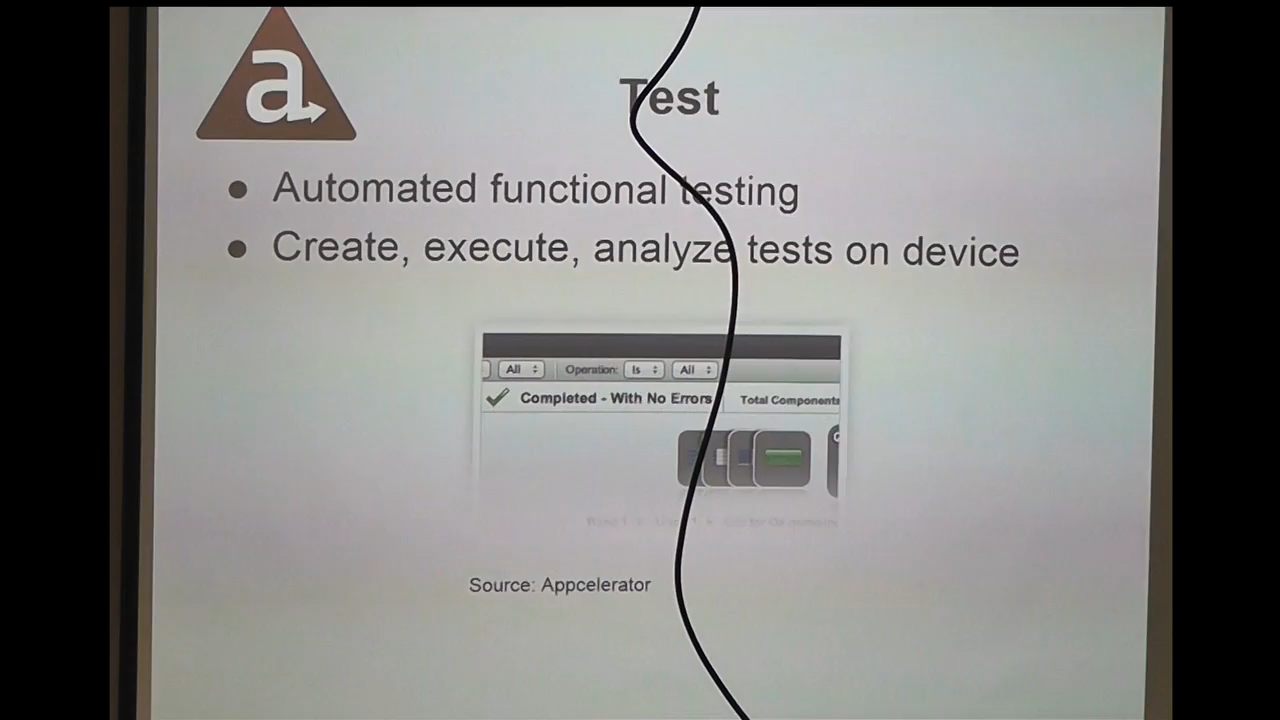 a
Test
Automated functional testing
Create, execute, analyze tests on device
All Operation: Is All
Completed - With No Errors Total Components
Source: Appcelerator